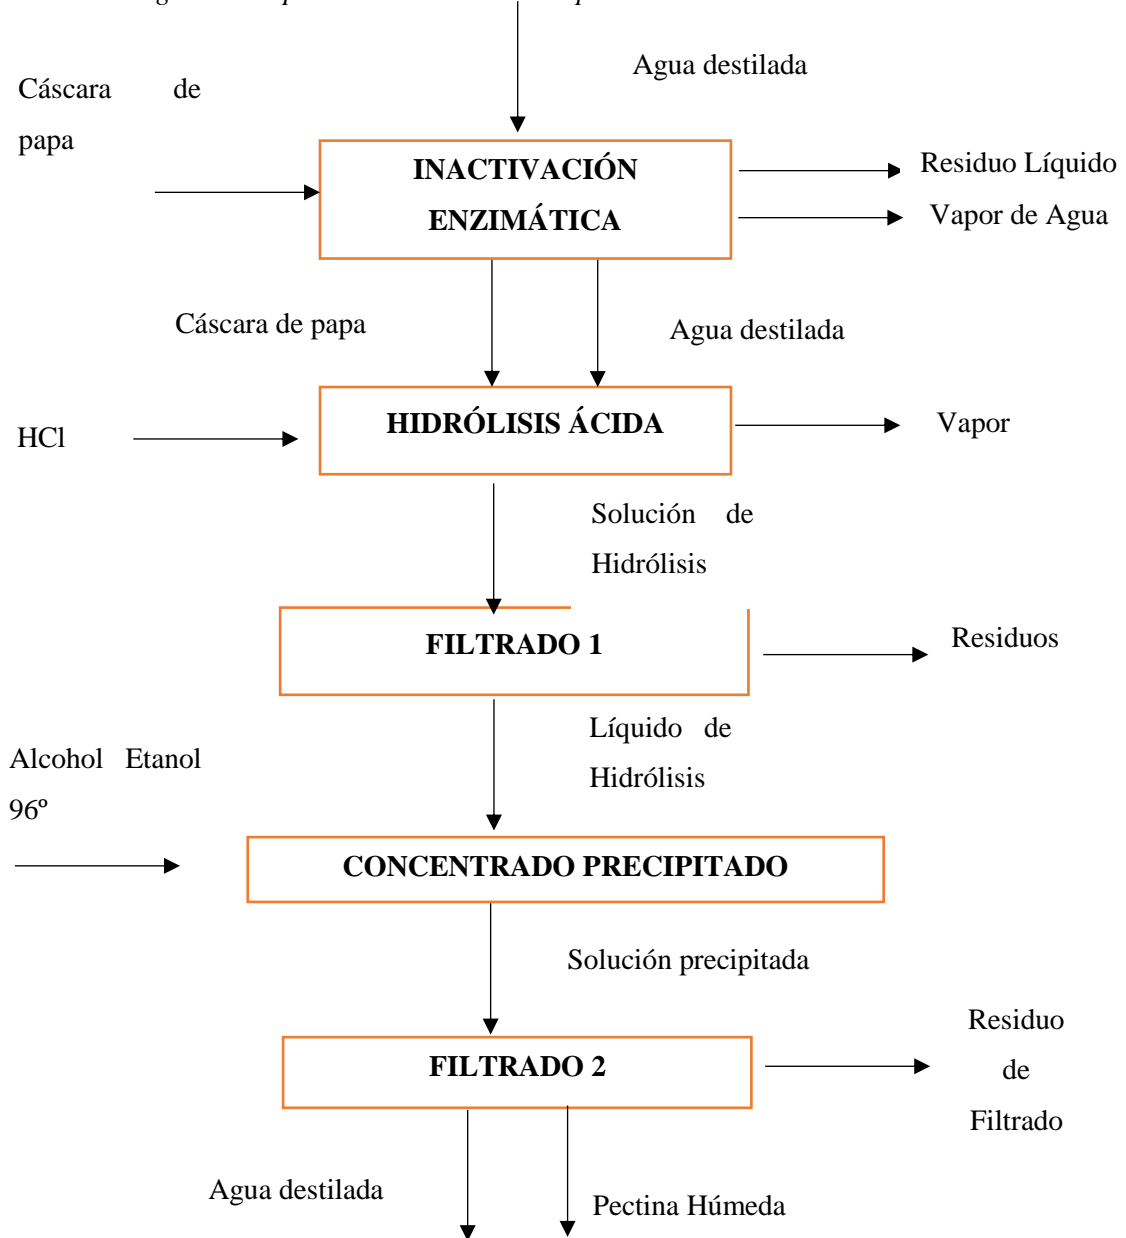 Agua destilada
Cáscara de
papa
INACTIVACIÓN
ENZIMÁTICA
Residuo Líquido
Vapor de Agua
Cáscara de papa
Agua destilada
HCl
HIDRÓLISIS ÁCIDA
Vapor
Solución de
Hidrólisis
FILTRADO 1
Residuos
Líquido de
Hidrólisis
Alcohol Etanol
96º
CONCENTRADO PRECIPITADO
Solución precipitada
FILTRADO 2
Residuo
de
Filtrado
Agua destilada
Pectina Húmeda